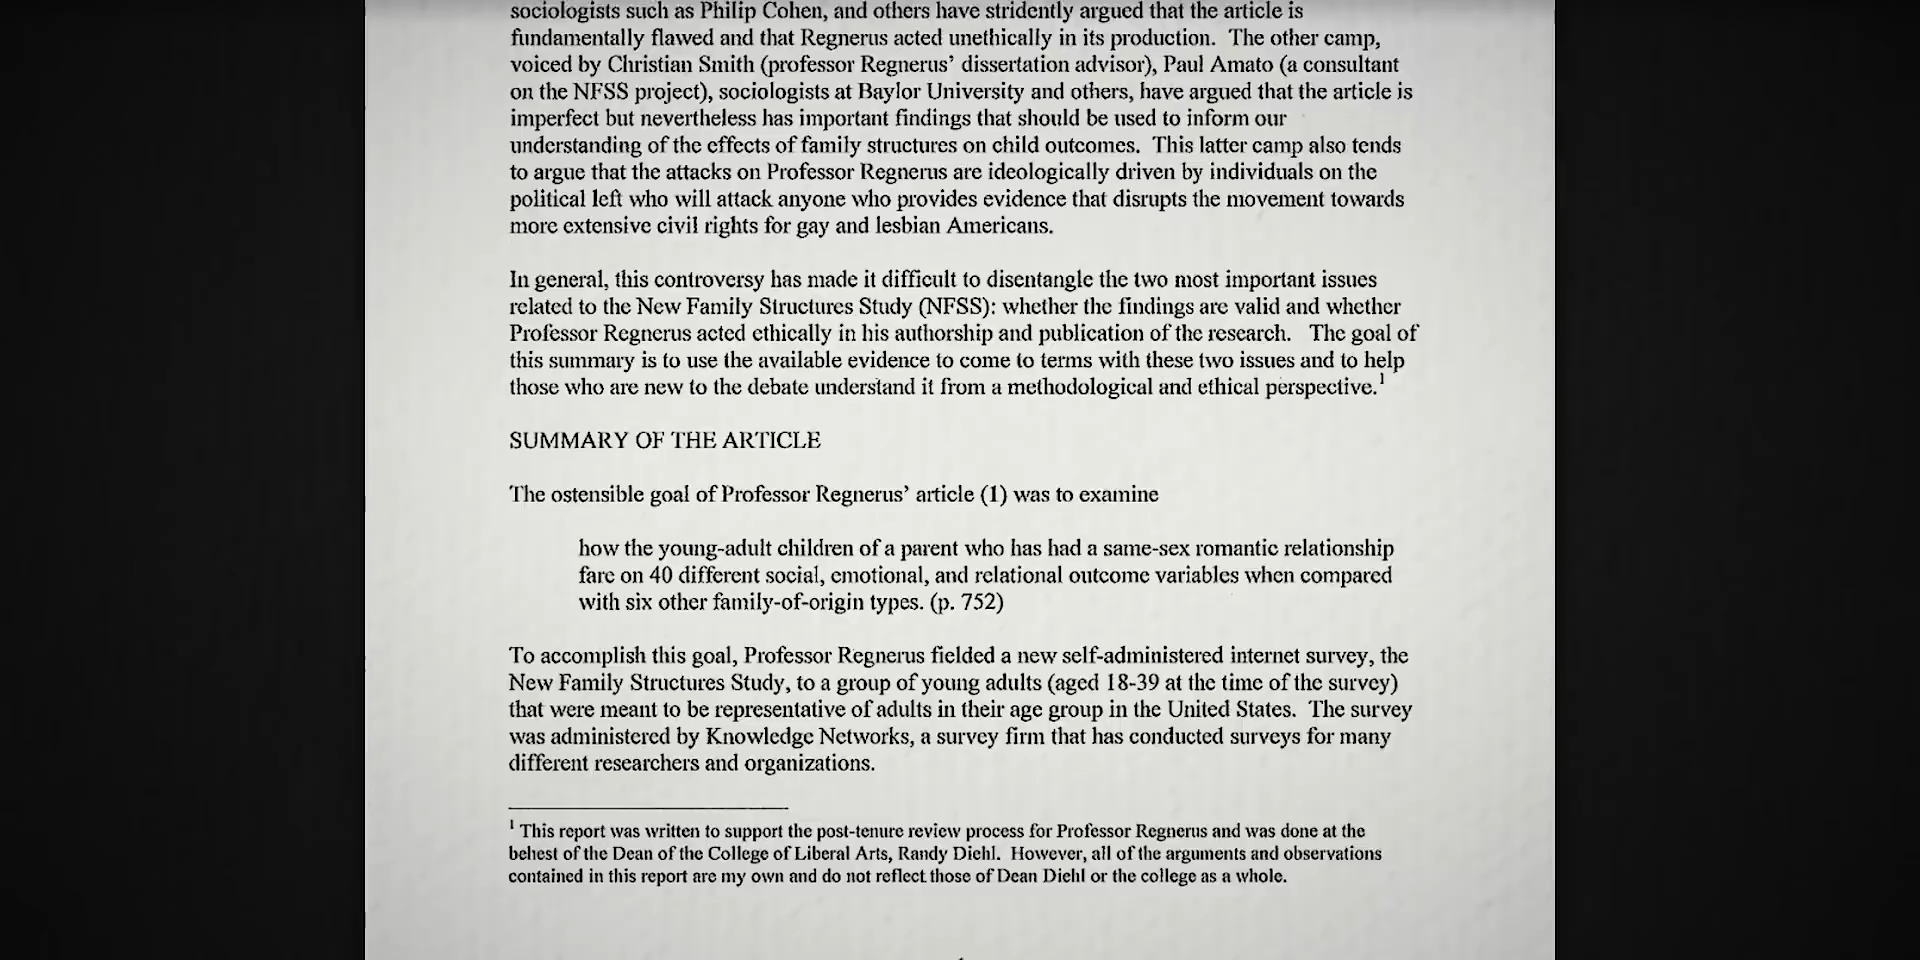 sociologists such as Philip Cohen, and others have stridently argued that the article is
fundamentally flawed and that Regnerus acted unethically in its production.  The other camp,
voiced by Christian Smith (professor Regnerus' dissertation advisor), Paul Amato (a consultant
on the NFSS project), sociologists at Baylor University and others, have argued that the article is
imperfect but nevertheless has important findings that should be used to inform our
understanding of the effects of family structures on child outcomes.  This latter camp also tends
to argue that the attacks on Professor Regnerus are ideologically driven by individuals on the
political left who will attack anyone who provides evidence that disrupts the movement towards
more extensive civil rights for gay and lesbian Americans.
In general, this controversy has made it difficult to disentangle the two most important issues
related to the New Family Structures Study (NFSS): whether the findings are valid and whether
Professor Regnerus acted ethically in his authorship and publication of the research.   The goal of
this summary is to use the available evidence to come to terms with these two issues and to help
those who are new to the debate understand it from a methodological and ethical perspective.1
SUMMARY OF THE ARTICLE
The ostensible goal of Professor Regnerus' article (1) was to examine
how the young-adult children of a parent who has had a same-sex romantic relationship
fare on 40 different social, emotional, and relational outcome variables when compared
with six other family-of-origin types. (p. 752)
To accomplish this goal, Professor Regnerus fielded a new self-administered internet survey, the
New Family Structures Study, to a group of young adults (aged 18-39 at the time of the survey)
that were meant to be representative of adults in their age group in the United States.  The survey
was administered by Knowledge Networks, a survey firm that has conducted surveys for many
different researchers and organizations.
1 This report was written to support the post-tenure review process for Professor Regnerus and was done at the
behest of the Dean of the College of Liberal Arts, Randy Diehl.  However, all of the arguments and observations
contained in this report are my own and do not reflect those of Dean Diehl or the college as a whole.